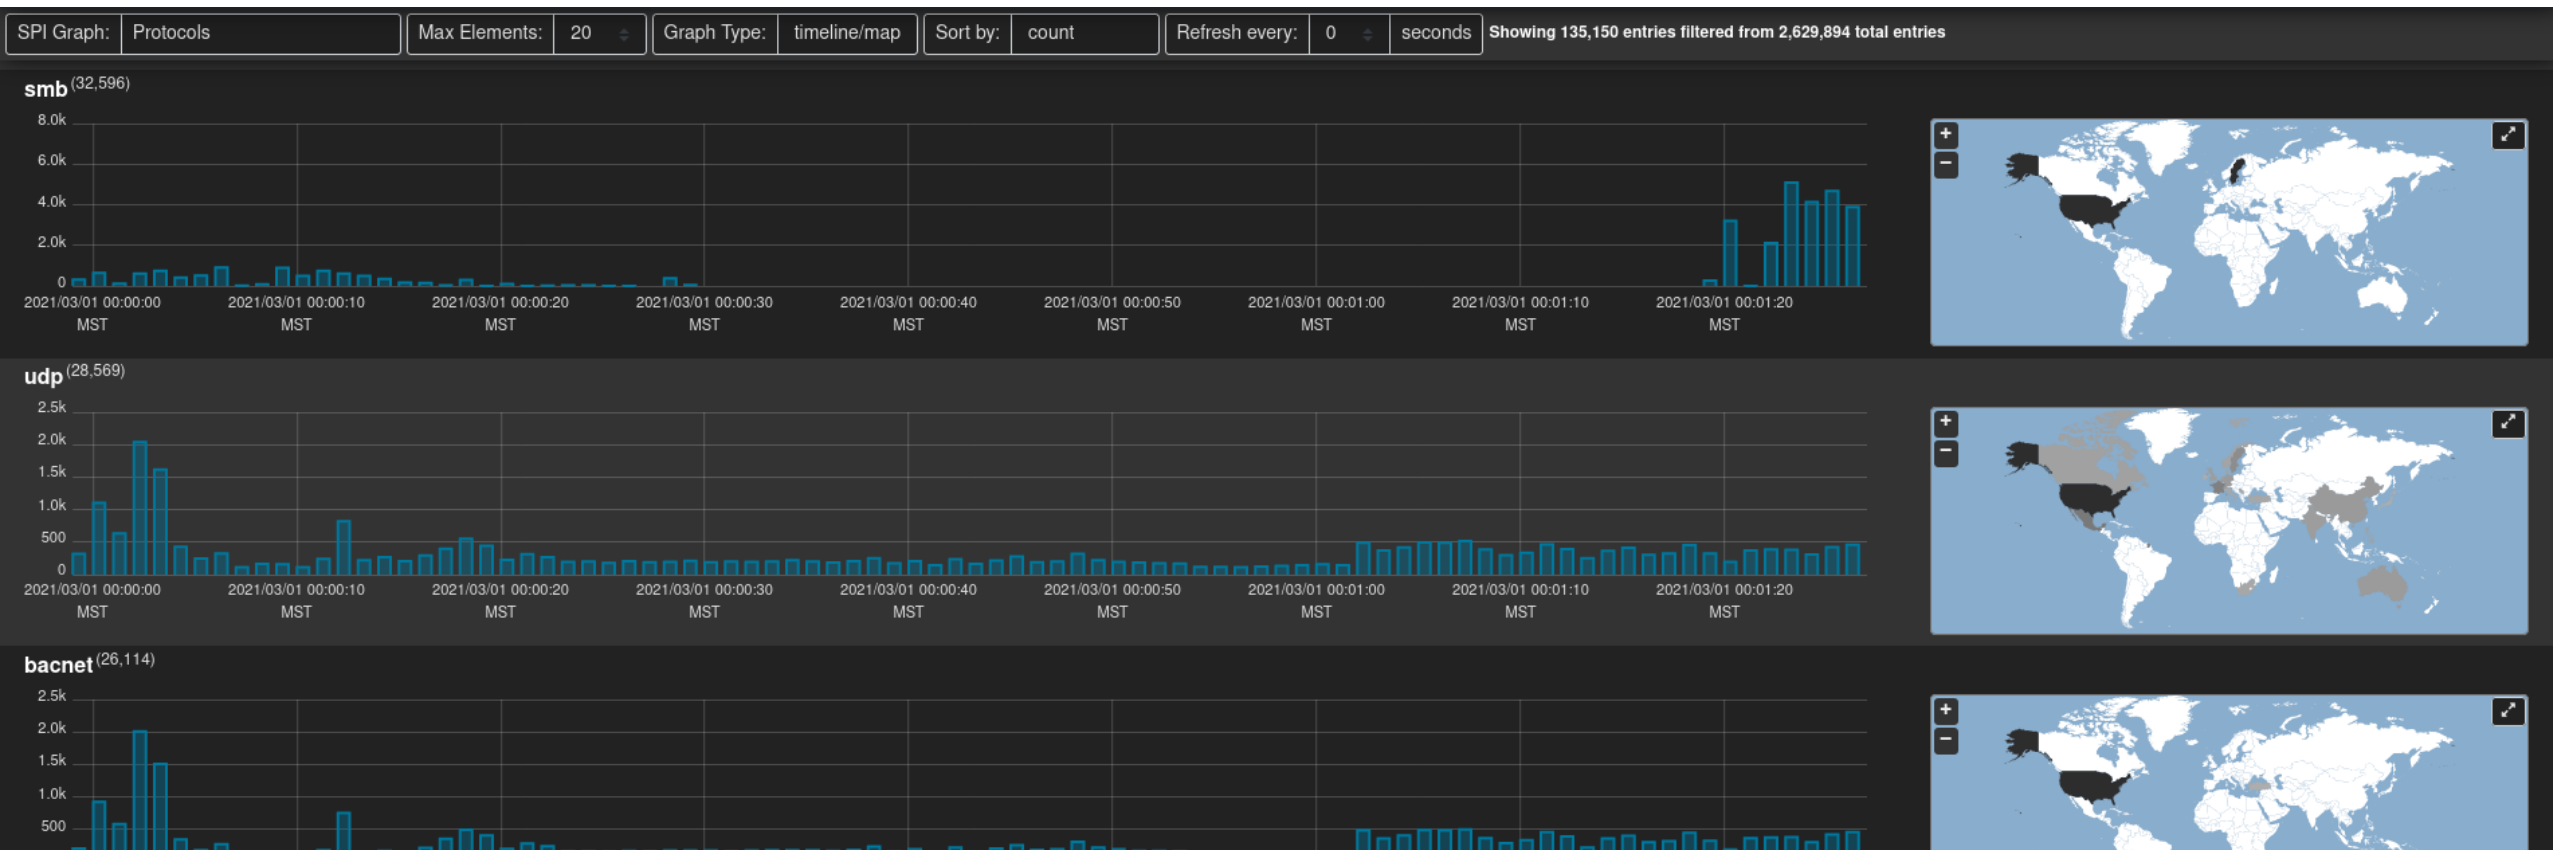 SPI Graph: Protocols Max Elements: 20 Graph Type: timeline/map Sort by: count Refresh every: 0 seconds Showing 135,150 entries filtered from 2,629,894 total entries
smb (32,596)
8.0k
6.0k
4.0k
2.0k
0
2021/03/01 00:00:00 2021/03/01 00:00:10 2021/03/01 00:00:20 2021/03/01 00:00:30 2021/03/01 00:00:40 2021/03/01 00:00:50 2021/03/01 00:01:00 2021/03/01 00:01:10 2021/03/01 00:01:20
MST MST MST MST MST MST MST MST MST
+
−
udp (28,569)
2.5k
2.0k
1.5k
1.0k
500
0
2021/03/01 00:00:00 2021/03/01 00:00:10 2021/03/01 00:00:20 2021/03/01 00:00:30 2021/03/01 00:00:40 2021/03/01 00:00:50 2021/03/01 00:01:00 2021/03/01 00:01:10 2021/03/01 00:01:20
MST MST MST MST MST MST MST MST MST
+
−
bacnet (26,114)
2.5k
2.0k
1.5k
1.0k
500
+
−